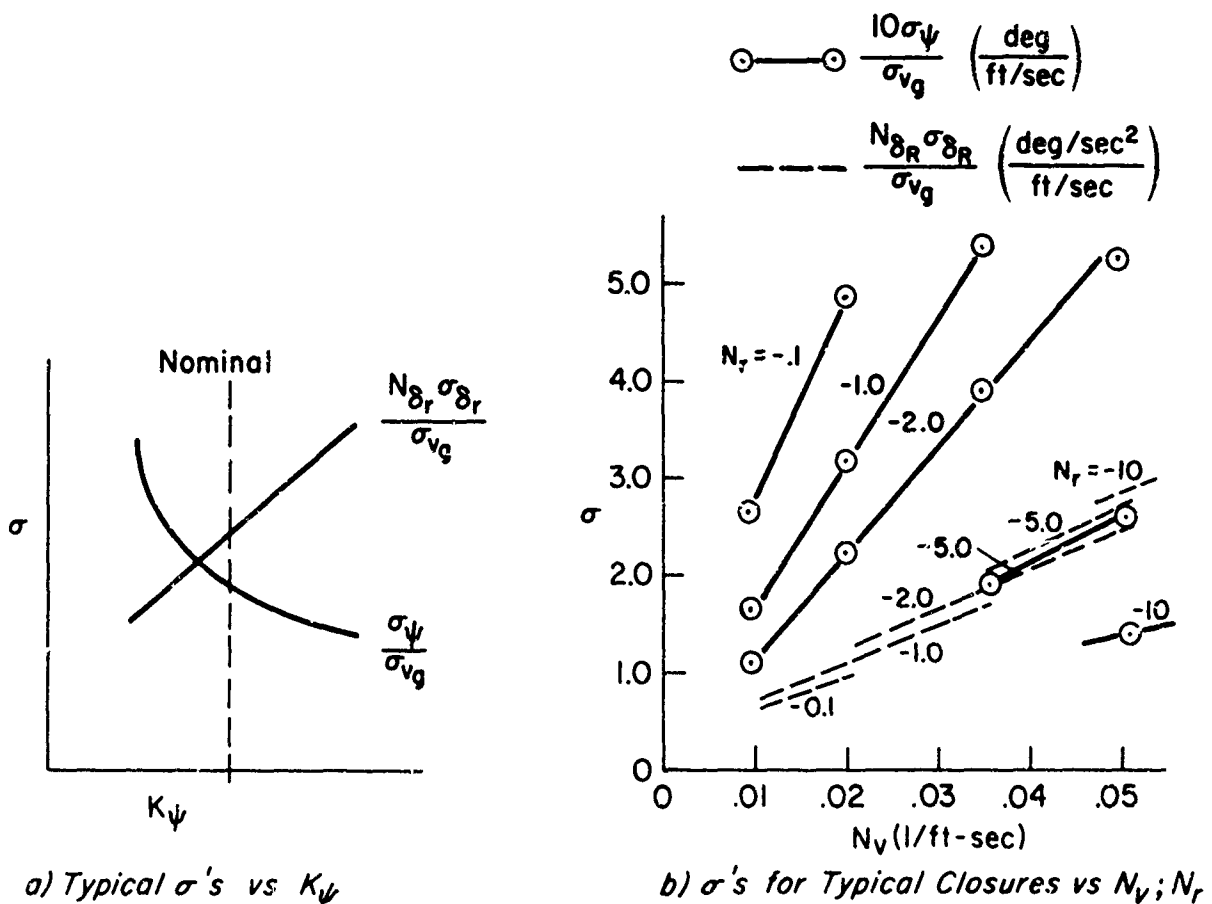 10σψ / σvg (deg / ft/sec)
NδR σδR / σvg (deg/sec² / ft/sec)
Nominal
Nδr σδr / σvg
σψ / σvg
σ
Kψ
a) Typical σ's vs Kψ
5.0
4.0
3.0
2.0
1.0
0
σ
Nr = -.1
-1.0
-2.0
Nr = -10
-5.0
-5.0
-2.0
-1.0
-0.1
-10
0 .01 .02 .03 .04 .05
Nv (1/ft-sec)
b) σ's for Typical Closures vs Nv; Nr